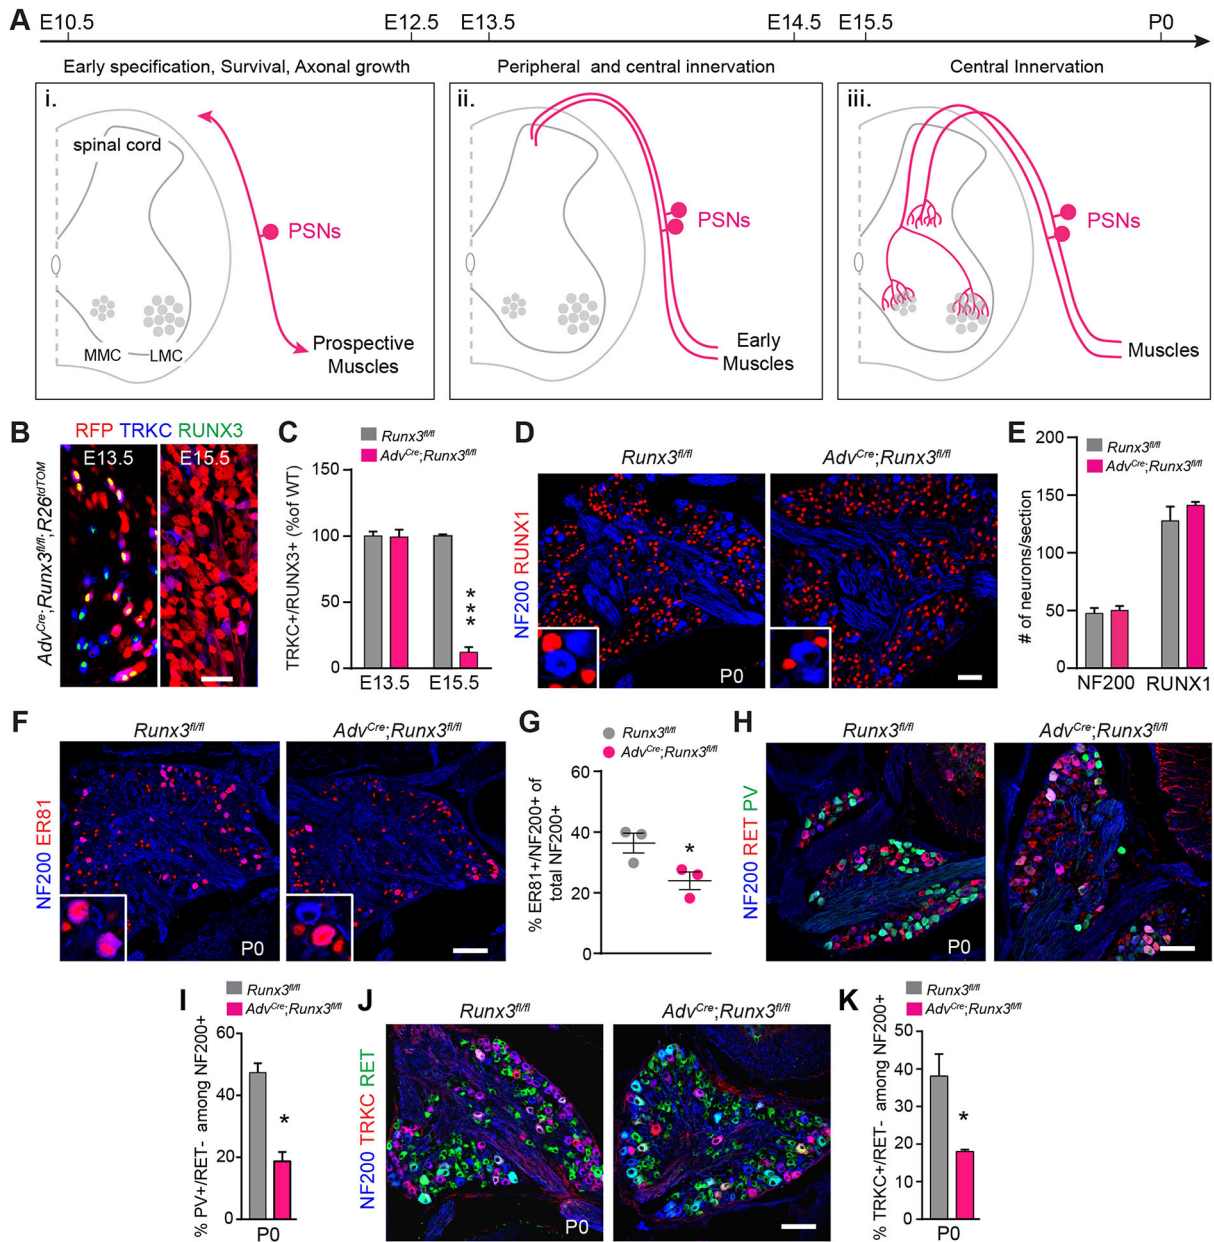 A
E10.5 E12.5 E13.5 E14.5 E15.5 P0
Early specification, Survival, Axonal growth
Peripheral and central innervation
Central Innervation
i.
spinal cord
PSNs
MMC LMC
Prospective
Muscles
ii.
PSNs
Early
Muscles
iii.
PSNs
Muscles
B
RFP TRKC RUNX3
E13.5 E15.5
AdvCre;Runx3fl/fl;R26tdTOM
C
Runx3fl/fl
AdvCre;Runx3fl/fl
TRKC+/RUNX3+ (%of WT)
150
100
50
0
***
E13.5 E15.5
D
Runx3fl/fl
AdvCre;Runx3fl/fl
NF200 RUNX1
P0
E
Runx3fl/fl
AdvCre;Runx3fl/fl
# of neurons/section
200
150
100
50
0
NF200 RUNX1
F
Runx3fl/fl
AdvCre;Runx3fl/fl
NF200 ER81
P0
G
Runx3fl/fl
AdvCre;Runx3fl/fl
% ER81+/NF200+ of
total NF200+
60
40
20
0
*
H
Runx3fl/fl
AdvCre;Runx3fl/fl
NF200 RET PV
P0
I
Runx3fl/fl
AdvCre;Runx3fl/fl
% PV+/RET- among NF200+
60
40
20
0
*
P0
J
Runx3fl/fl
AdvCre;Runx3fl/fl
NF200 TRKC RET
P0
K
Runx3fl/fl
AdvCre;Runx3fl/fl
% TRKC+/RET- among NF200+
50
40
30
20
10
0
*
P0